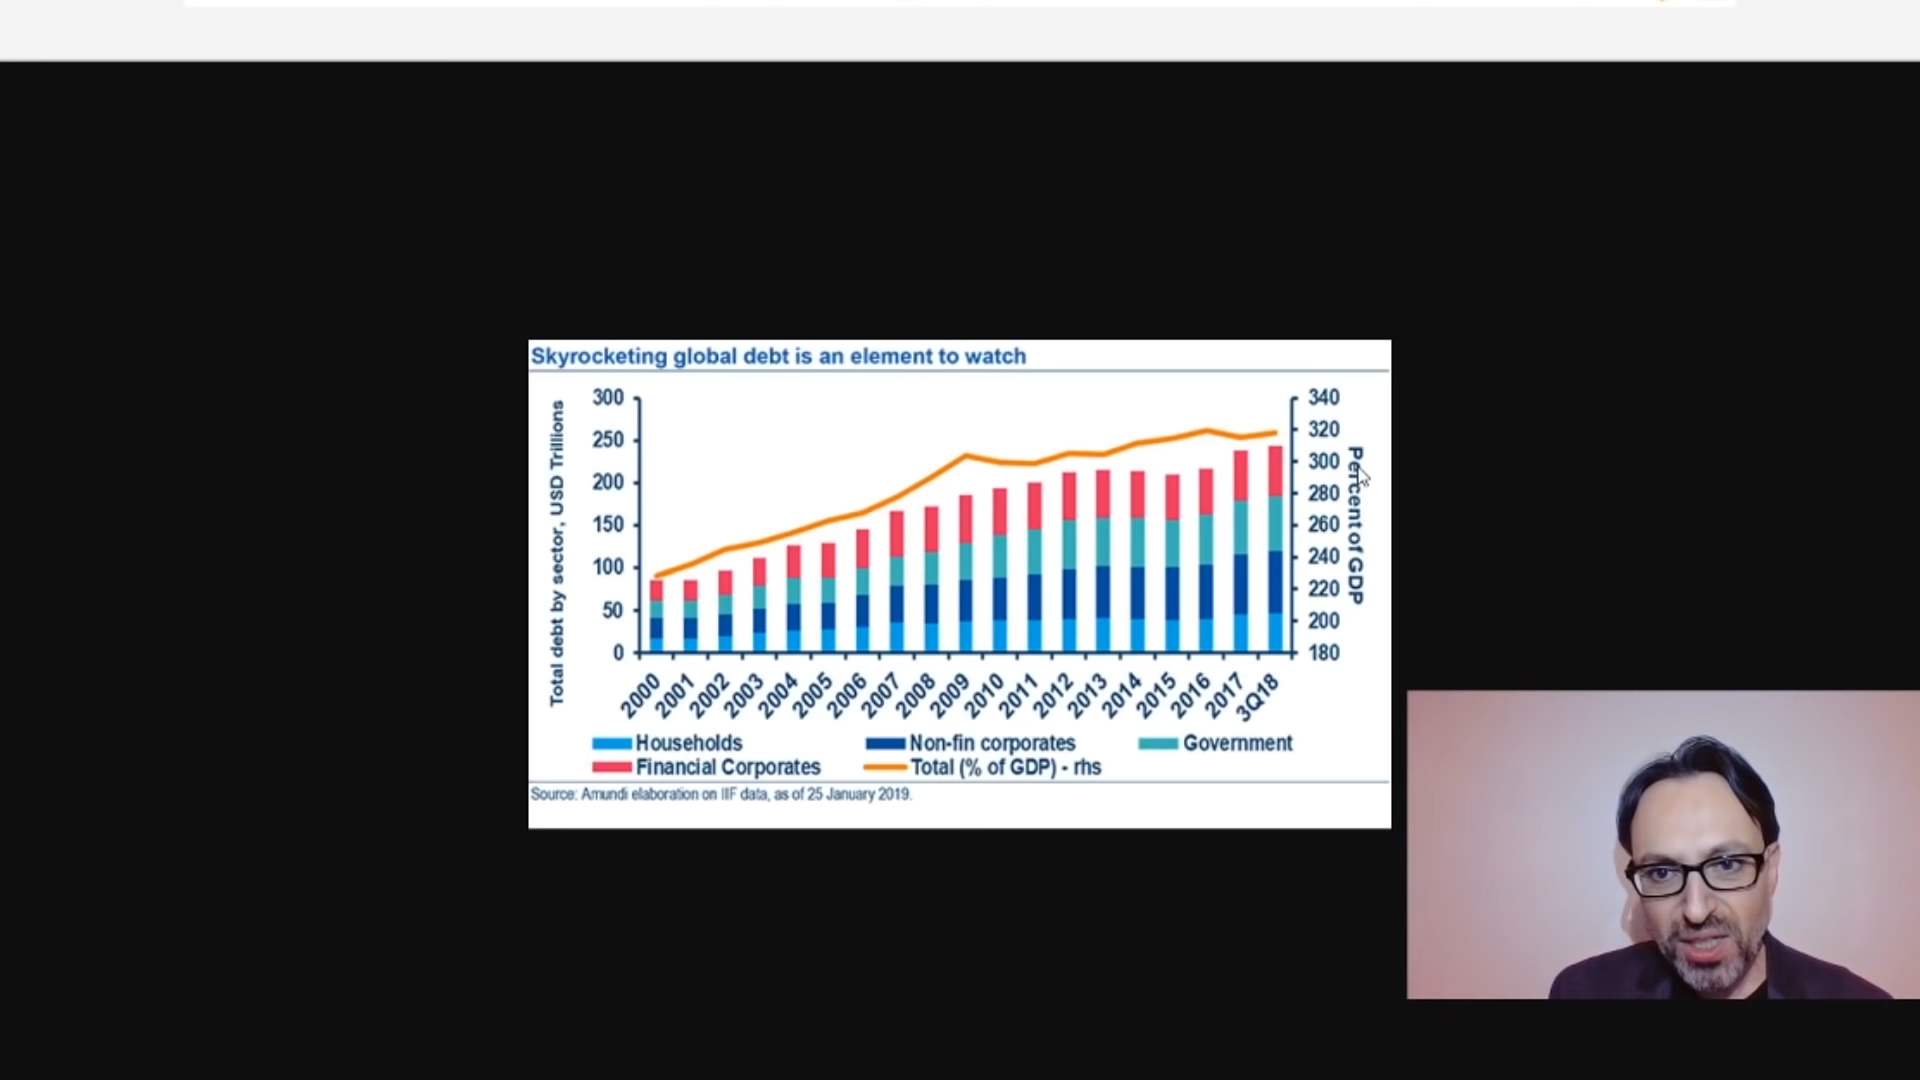 Skyrocketing global debt is an element to watch
Total debt by sector, USD Trillions
300
250
200
150
100
50
0
340
320
300
280
260
240
220
200
180
Percent of GDP
2000 2001 2002 2003 2004 2005 2006 2007 2008 2009 2010 2011 2012 2013 2014 2015 2016 2017 3Q18
Households Non-fin corporates Government
Financial Corporates Total (% of GDP) - rhs
Source: Amundi elaboration on IIF data, as of 25 January 2019.